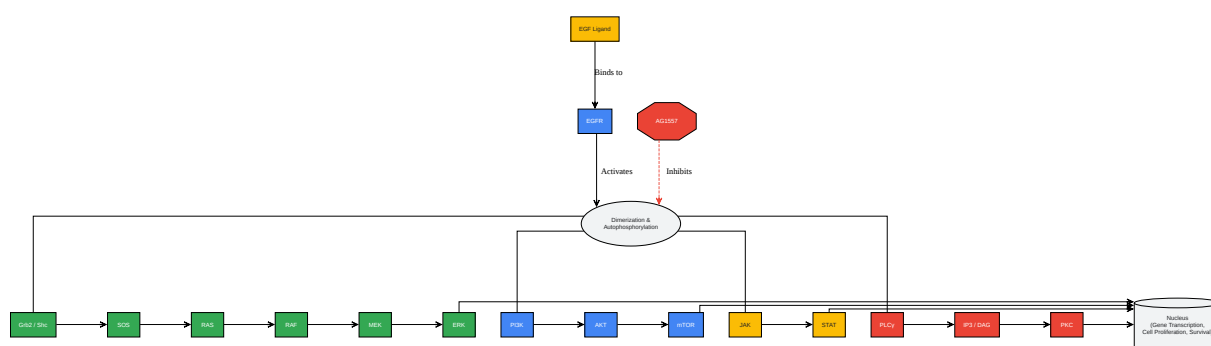 EGF Ligand
Binds to
EGFR
AG1557
Activates
Inhibits
Dimerization &
Autophosphorylation
Grb2 / Shc
SOS
RAS
RAF
MEK
ERK
PI3K
AKT
mTOR
JAK
STAT
PLCγ
IP3 / DAG
PKC
Nucleus
(Gene Transcription,
Cell Proliferation, Survival)